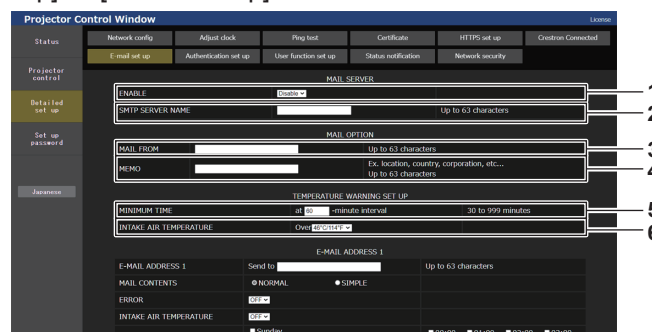 Projector Control Window License
Status Network config Adjust clock Ping test Certificate HTTPS set up Crestron Connected
E-mail set up Authentication set up User function set up Status notification Network security
Projector
control
MAIL SERVER
ENABLE Disable 1
Detailed
set up
SMTP SERVER NAME Up to 63 characters 2
Set up
password
MAIL OPTION
MAIL FROM Up to 63 characters 3
MEMO Ex. location, country, corporation, etc...
Up to 63 characters 4
Japanese
TEMPERATURE WARNING SET UP
MINIMUM TIME at 60 -minute interval 30 to 999 minutes 5
INTAKE AIR TEMPERATURE Over 46°C/114°F 6
E-MAIL ADDRESS 1
E-MAIL ADDRESS 1 Send to Up to 63 characters
MAIL CONTENTS NORMAL SIMPLE
ERROR OFF
INTAKE AIR TEMPERATURE OFF
Sunday